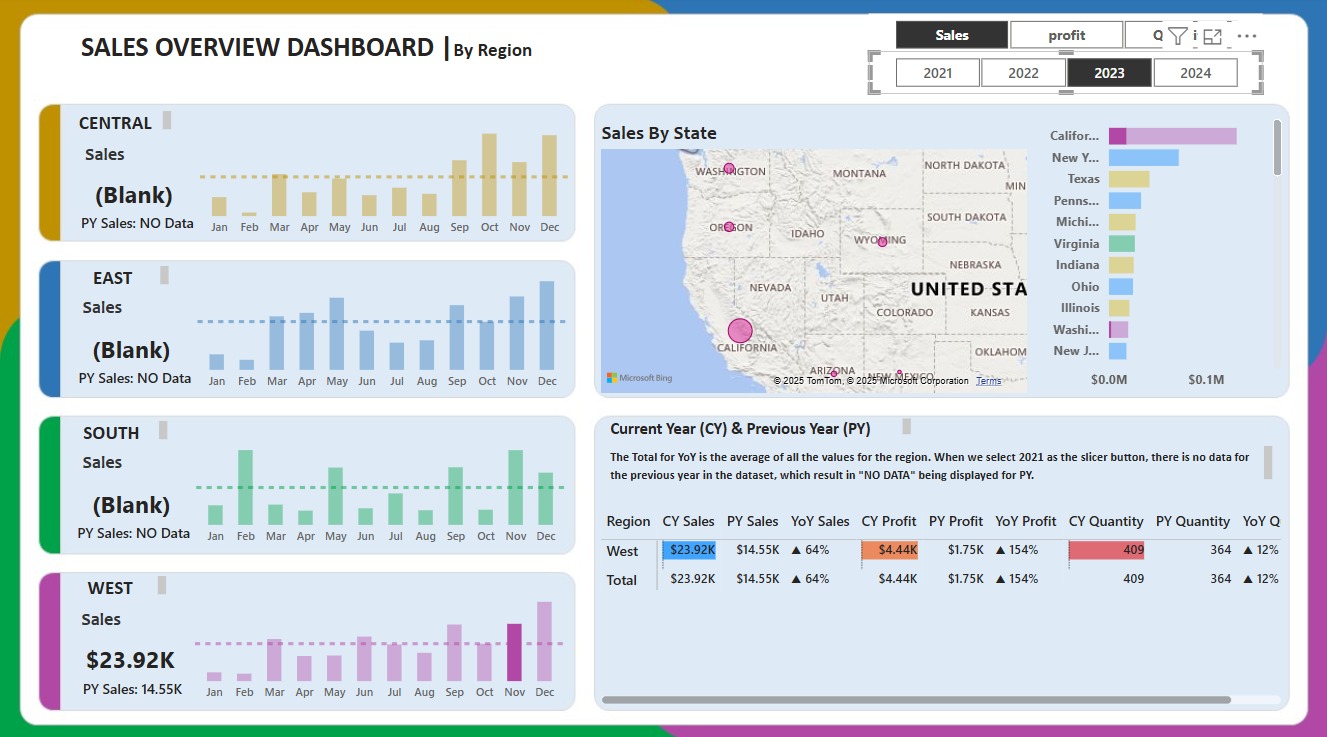 SALES OVERVIEW DASHBOARD |By Region
Sales
profit
2021
2022
2023
2024
CENTRAL
Sales
(Blank)
PY Sales: NO Data
Jan Feb Mar Apr May Jun Jul Aug Sep Oct Nov Dec
EAST
Sales
(Blank)
PY Sales: NO Data
Jan Feb Mar Apr May Jun Jul Aug Sep Oct Nov Dec
SOUTH
Sales
(Blank)
PY Sales: NO Data
Jan Feb Mar Apr May Jun Jul Aug Sep Oct Nov Dec
WEST
Sales
$23.92K
PY Sales: 14.55K
Jan Feb Mar Apr May Jun Jul Aug Sep Oct Nov Dec
Sales By State
WASHINGTON
MONTANA
NORTH DAKOTA
MIN
OREGON
IDAHO
WYOMING
SOUTH DAKOTA
NEBRASKA
NEVADA
UTAH
UNITED STA
COLORADO
KANSAS
CALIFORNIA
OKLAHOM
ARIZONA
NEW MEXICO
Microsoft Bing
© 2025 TomTom, © 2025 Microsoft Corporation Terms
Califor...
New Y...
Texas
Penns...
Michi...
Virginia
Indiana
Ohio
Illinois
Washi...
New J...
$0.0M $0.1M
Current Year (CY) & Previous Year (PY)
The Total for YoY is the average of all the values for the region. When we select 2021 as the slicer button, there is no data for
the previous year in the dataset, which result in "NO DATA" being displayed for PY.
Region CY Sales PY Sales YoY Sales CY Profit PY Profit YoY Profit CY Quantity PY Quantity YoY Q
West $23.92K $14.55K ▲ 64% $4.44K $1.75K ▲ 154% 409 364 ▲ 12%
Total $23.92K $14.55K ▲ 64% $4.44K $1.75K ▲ 154% 409 364 ▲ 12%